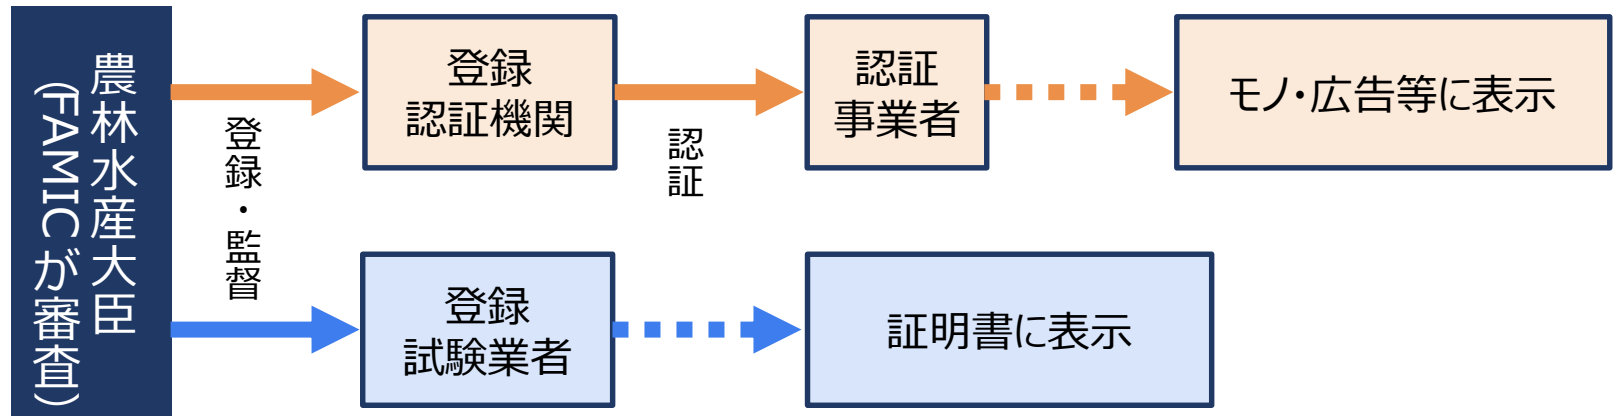 農林水産大臣
(FAMICが審査)
登録・監督
登録
認証機関
認証
認証
事業者
モノ・広告等に表示
登録
試験業者
証明書に表示